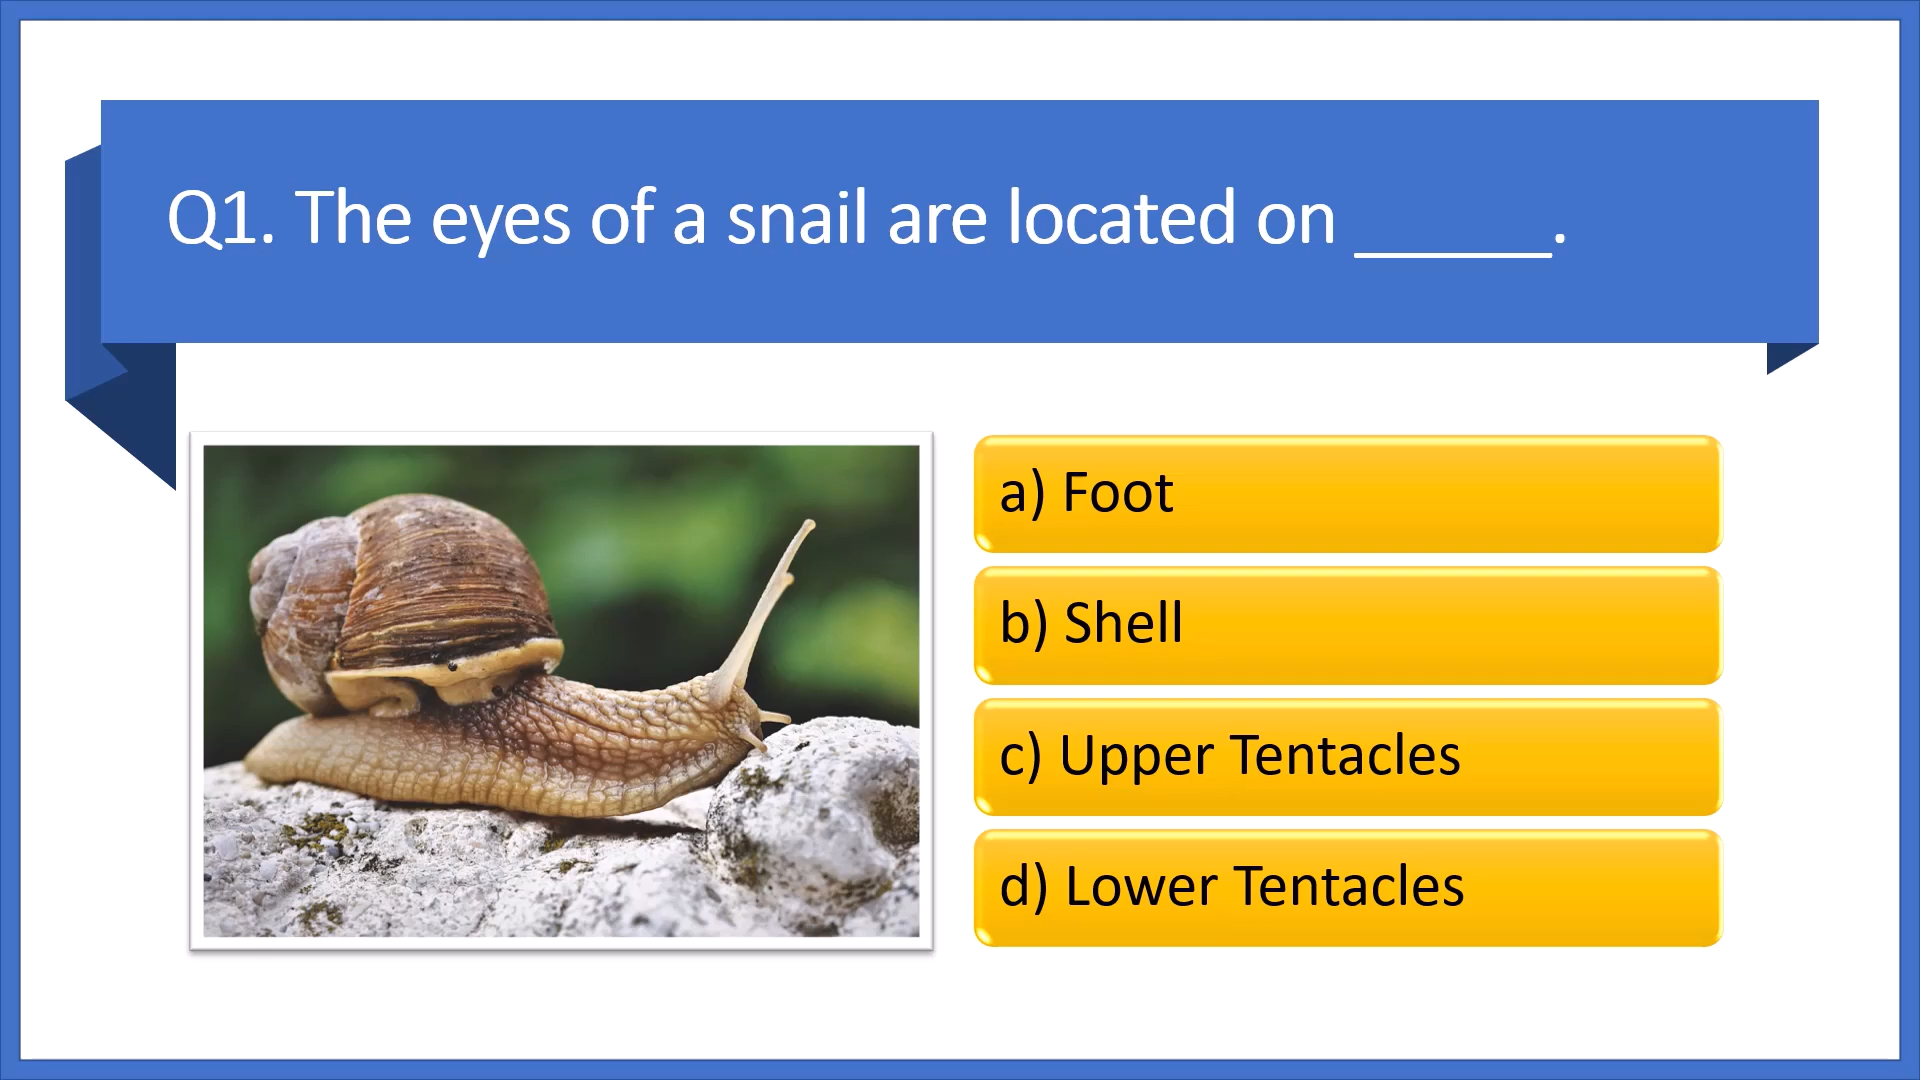 Q1. The eyes of a snail are located on ______.
a) Foot
b) Shell
c) Upper Tentacles
d) Lower Tentacles